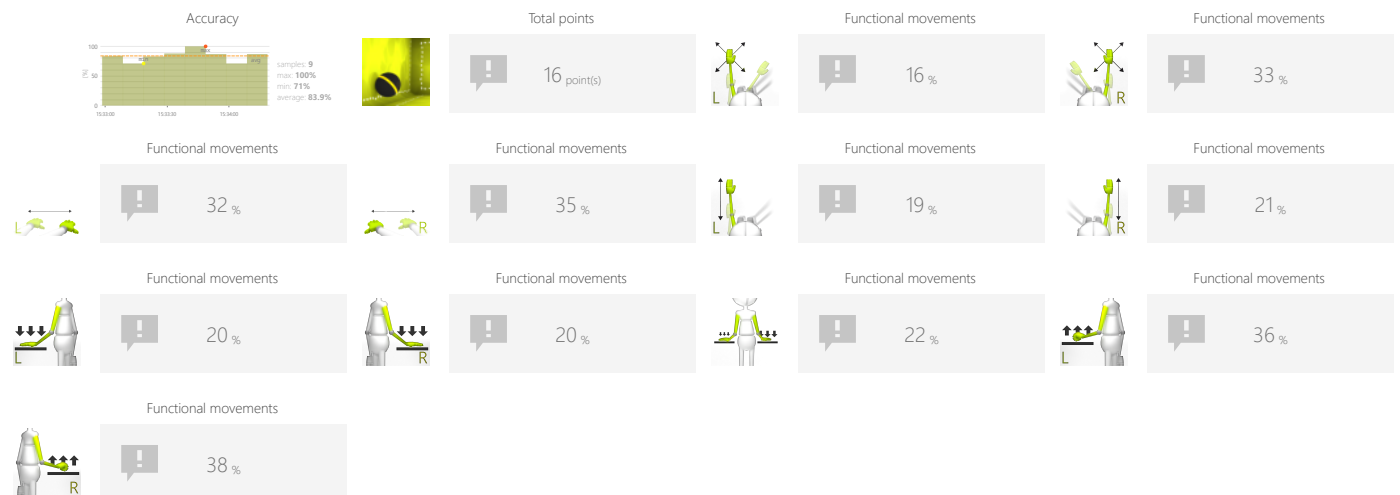 Accuracy
Total points
Functional movements
Functional movements
100
max
min
avg
(%)
50
0
15:33:00
15:33:30
15:34:00
samples: 9
max: 100%
min: 71%
average: 83.9%
16 point(s)
L
16 %
R
33 %
Functional movements
Functional movements
Functional movements
Functional movements
L
32 %
R
35 %
L
19 %
R
21 %
Functional movements
Functional movements
Functional movements
Functional movements
L
20 %
R
20 %
22 %
L
36 %
Functional movements
R
38 %